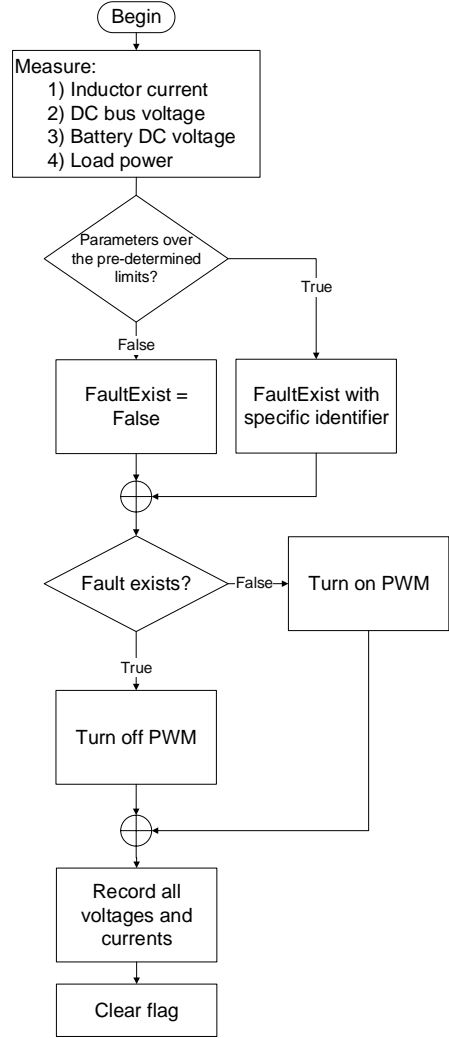 Begin
Measure:
1) Inductor current
2) DC bus voltage
3) Battery DC voltage
4) Load power
Parameters over
the pre-determined
limits?
True
False
FaultExist =
False
FaultExist with
specific identifier
Fault exists?
False
Turn on PWM
True
Turn off PWM
Record all
voltages and
currents
Clear flag